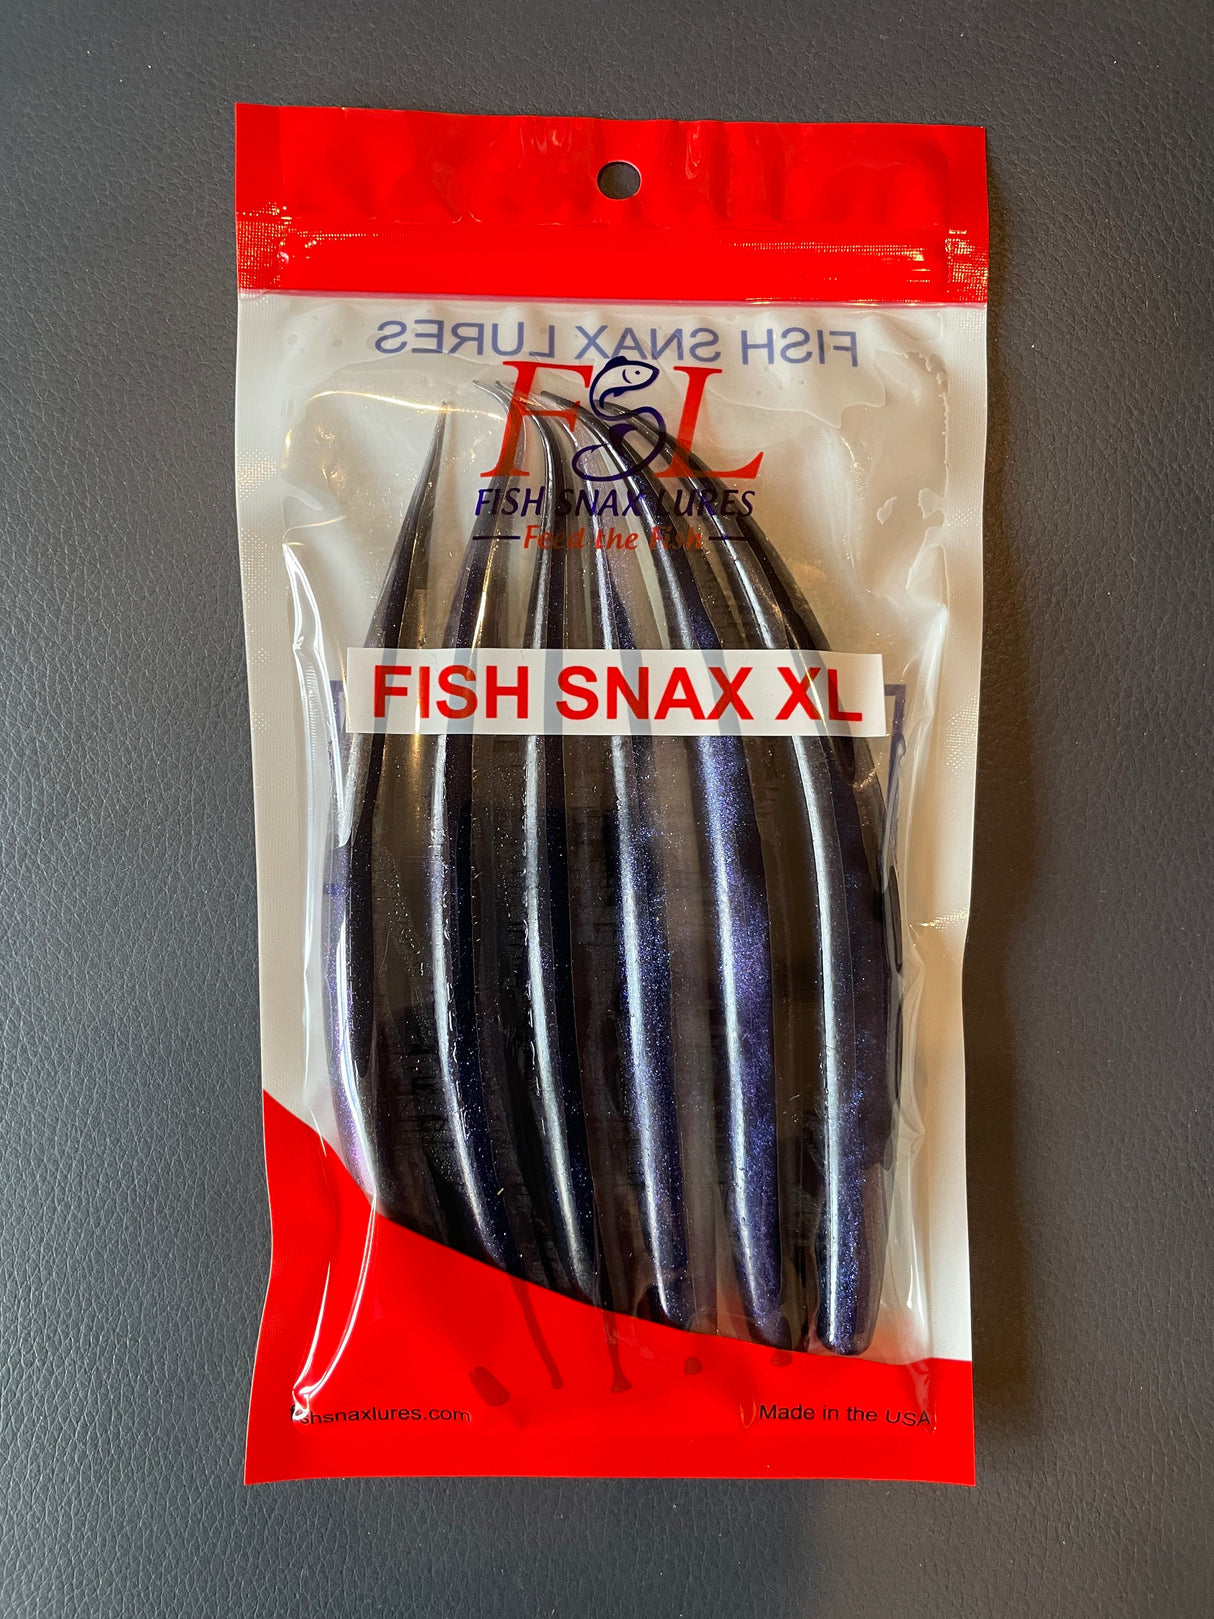 FISH SNAX LURES
FSL
FISH SNAX LURES
Feed the Fish
FISH SNAX XL
fishsnaxlures.com
Made in the USA